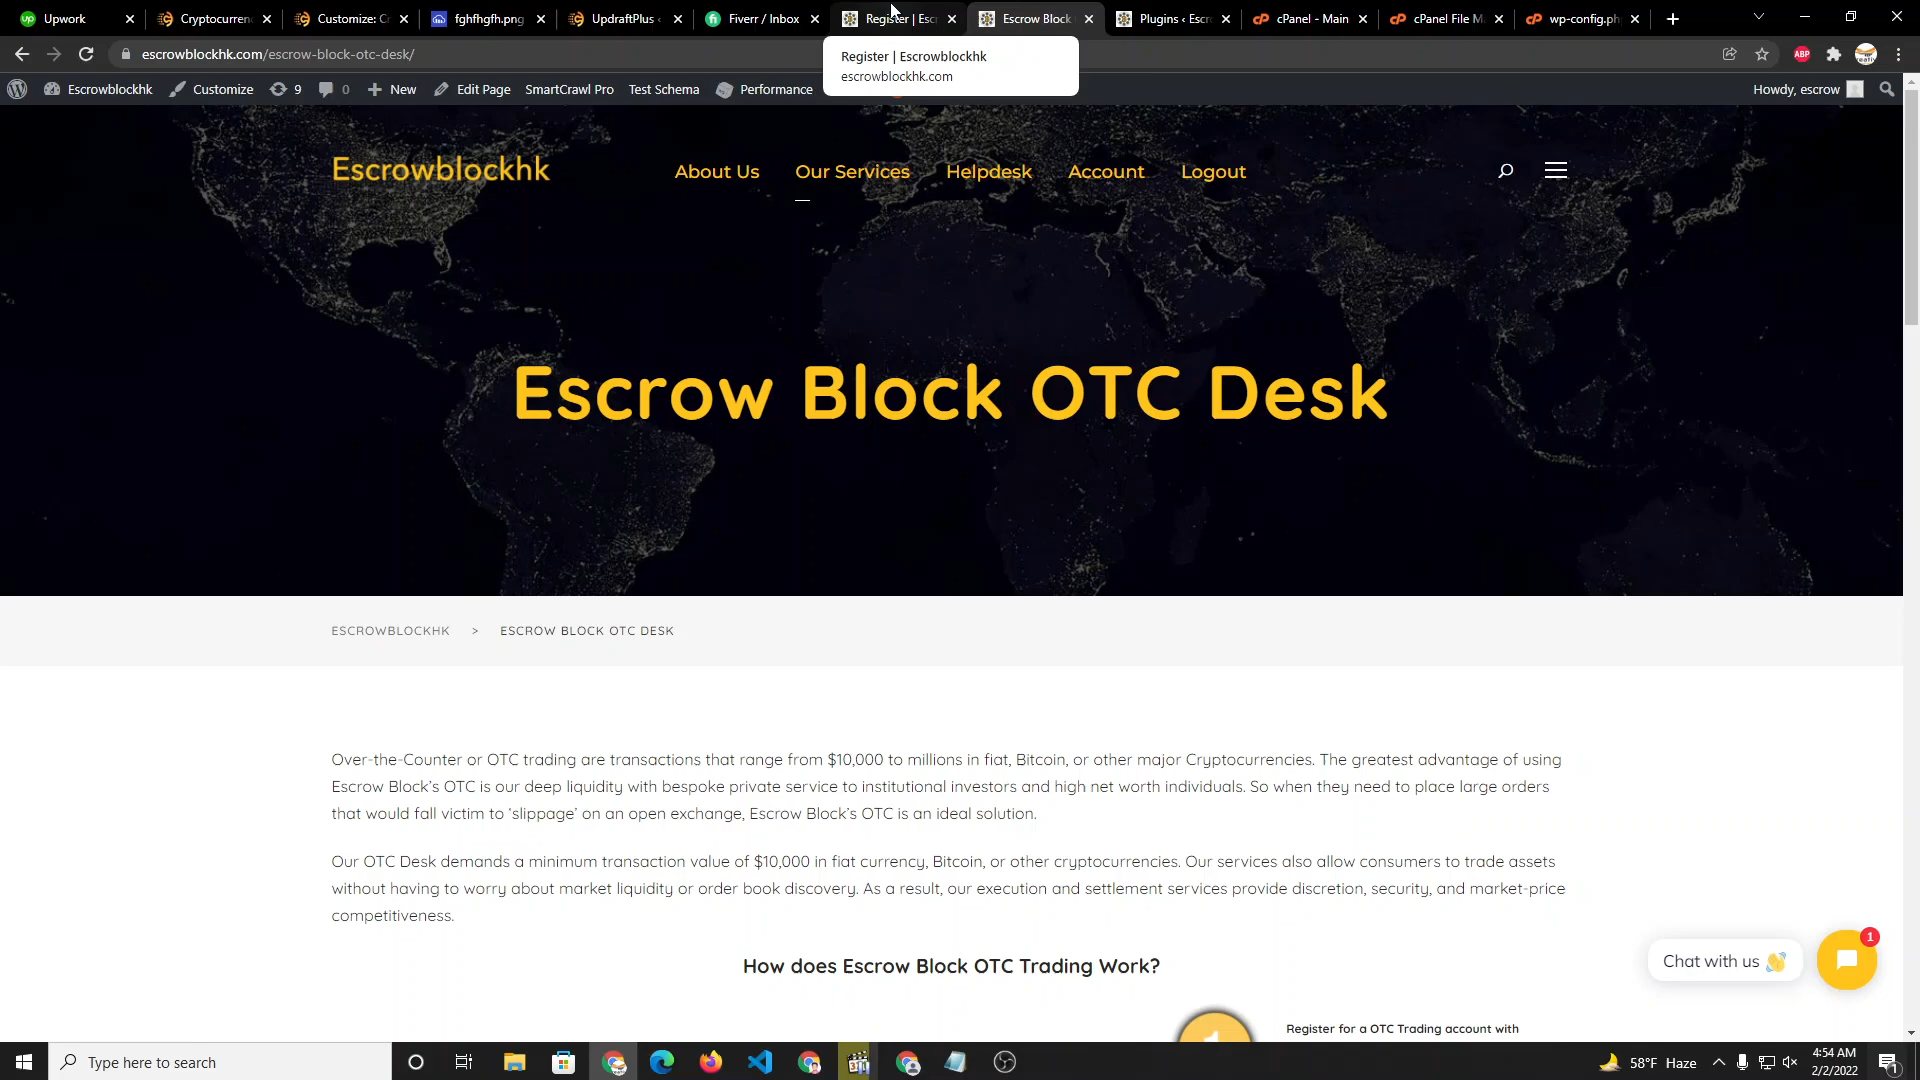 Upwork
Cryptocurren
Customize: C
fghfhgfh.png
UpdraftPlus ‹
Fiverr / Inbox
Register | Esc
Escrow Block
Plugins ‹ Escr
cPanel - Main
cPanel File M
wp-config.ph
escrowblockhk.com/escrow-block-otc-desk/
ABP
Register | Escrowblockhk
escrowblockhk.com
Escrowblockhk
Customize
9
0
New
Edit Page
SmartCrawl Pro
Test Schema
Performance
Howdy, escrow
Escrowblockhk
About Us
Our Services
Helpdesk
Account
Logout
Escrow Block OTC Desk
ESCROWBLOCKHK > ESCROW BLOCK OTC DESK
Over-the-Counter or OTC trading are transactions that range from $10,000 to millions in fiat, Bitcoin, or other major Cryptocurrencies. The greatest advantage of using
Escrow Block’s OTC is our deep liquidity with bespoke private service to institutional investors and high net worth individuals. So when they need to place large orders
that would fall victim to ‘slippage’ on an open exchange, Escrow Block’s OTC is an ideal solution.
Our OTC Desk demands a minimum transaction value of $10,000 in fiat currency, Bitcoin, or other cryptocurrencies. Our services also allow consumers to trade assets
without having to worry about market liquidity or order book discovery. As a result, our execution and settlement services provide discretion, security, and market-price
competitiveness.
How does Escrow Block OTC Trading Work?
Chat with us
1
Register for a OTC Trading account with
Type here to search
58°F Haze
4:54 AM
2/2/2022
1